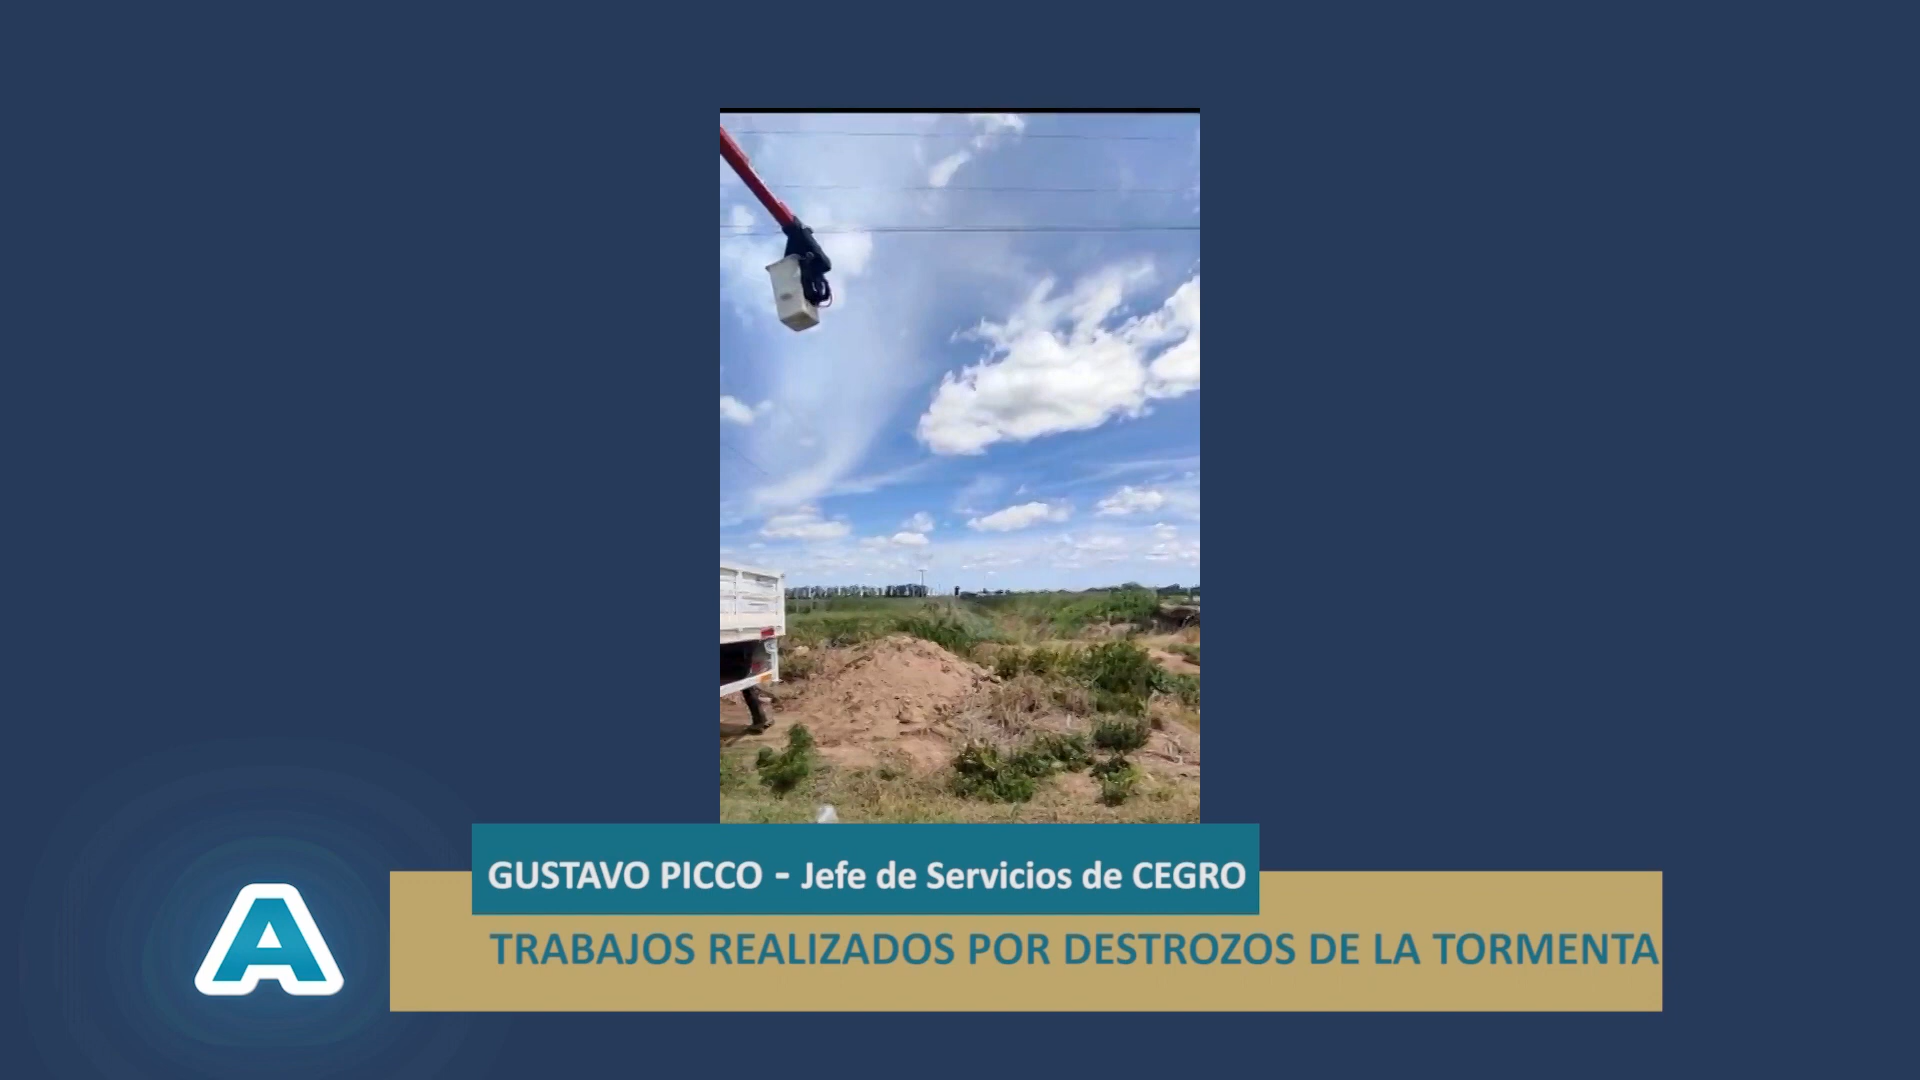 GUSTAVO PICCO - Jefe de Servicios de CEGRO
TRABAJOS REALIZADOS POR DESTROZOS DE LA TORMENTA
A